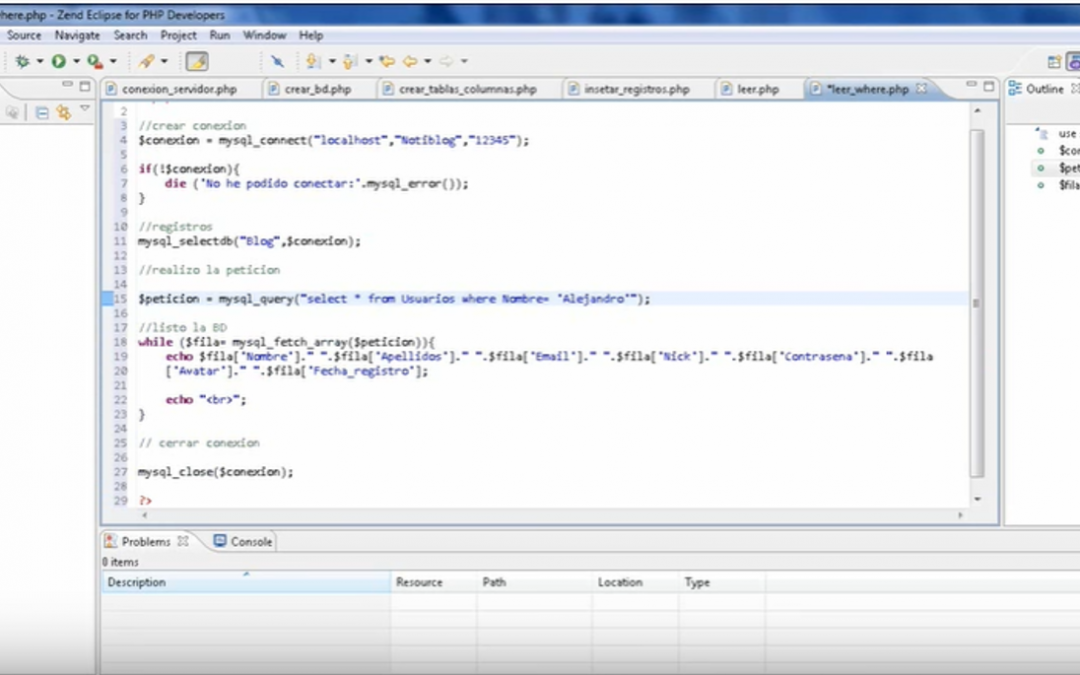 here.php - Zend Eclipse for PHP Developers
Source Navigate Search Project Run Window Help
conexion_servidor.php crear_bd.php crear_tablas_columnas.php insetar_registros.php leer.php *leer_where.php Outline
2
3 //crear conexion
4 $conexion = mysql_connect("localhost","Notiblog","12345");
5
6 if(!$conexion){
7 die ('No he podido conectar:'.mysql_error());
8 }
9
10 //registros
11 mysql_selectdb("Blog",$conexion);
12
13 //realizo la peticion
14
15 $peticion = mysql_query("select * from Usuarios where Nombre= 'Alejandro'");
16
17 //listo la BD
18 while ($fila= mysql_fetch_array($peticion)){
19 echo $fila['Nombre']." ".$fila['Apellidos']." ".$fila['Email']." ".$fila['Nick']." ".$fila['Contrasena']." ".$fila
20 ['Avatar']." ".$fila['Fecha_registro'];
21
22 echo "<br>";
23 }
24
25 // cerrar conexion
26
27 mysql_close($conexion);
28
29 ?>
use
$con
$pet
$fila
Problems Console
0 items
Description Resource Path Location Type